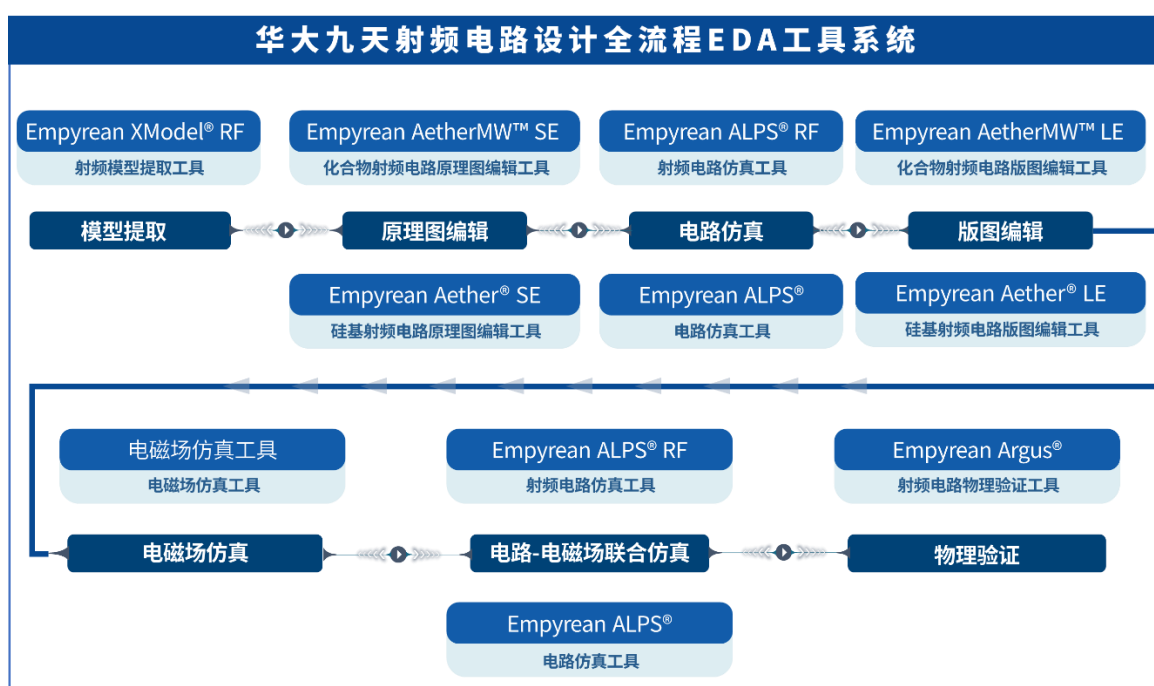 华大九天射频电路设计全流程EDA工具系统
Empyrean XModel® RF
射频模型提取工具
Empyrean AetherMW™ SE
化合物射频电路原理图编辑工具
Empyrean ALPS® RF
射频电路仿真工具
Empyrean AetherMW™ LE
化合物射频电路版图编辑工具
模型提取
原理图编辑
电路仿真
版图编辑
Empyrean Aether® SE
硅基射频电路原理图编辑工具
Empyrean ALPS®
电路仿真工具
Empyrean Aether® LE
硅基射频电路版图编辑工具
电磁场仿真工具
电磁场仿真工具
Empyrean ALPS® RF
射频电路仿真工具
Empyrean Argus®
射频电路物理验证工具
电磁场仿真
电路-电磁场联合仿真
物理验证
Empyrean ALPS®
电路仿真工具